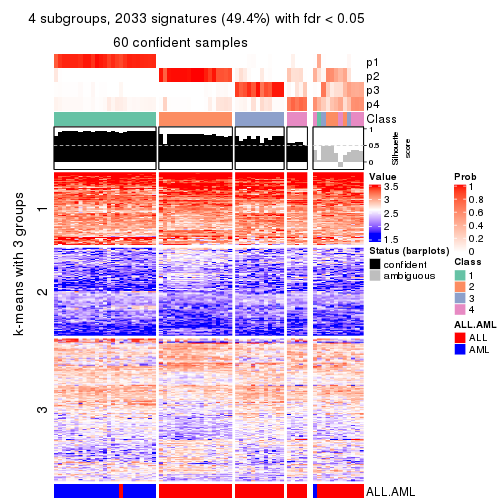 4 subgroups, 2033 signatures (49.4%) with fdr < 0.05
60 confident samples
p1
p2
p3
p4
Class
1
0.5
0
Silhouette
score
k-means with 3 groups
1
2
3
ALL.AML
Value
3.5
3
2.5
2
1.5
Status (barplots)
confident
ambiguous
Prob
1
0.8
0.6
0.4
0.2
0
Class
1
2
3
4
ALL.AML
ALL
AML